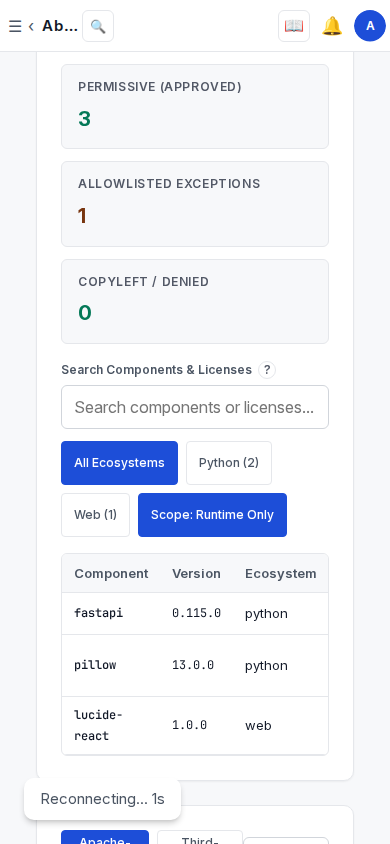 ☰ ‹ Ab... 🔍 📖 🔔 A
PERMISSIVE (APPROVED)
3
ALLOWLISTED EXCEPTIONS
1
COPYLEFT / DENIED
0
Search Components & Licenses ?
Search components or licenses...
All Ecosystems
Python (2)
Web (1)
Scope: Runtime Only
Component Version Ecosystem
fastapi 0.115.0 python
pillow 13.0.0 python
lucide-
react 1.0.0 web
Reconnecting... 1s
Apache-
Third-